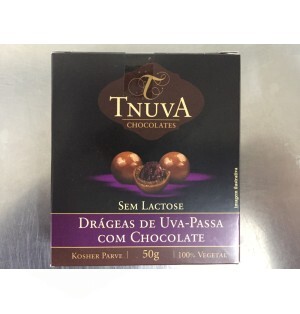 T
TNUVA
CHOCOLATES
SEM LACTOSE
DRÁGEAS DE UVA-PASSA
COM CHOCOLATE
KOSHER PARVE
50g
100% VEGETAL
Imagem Ilustrativa